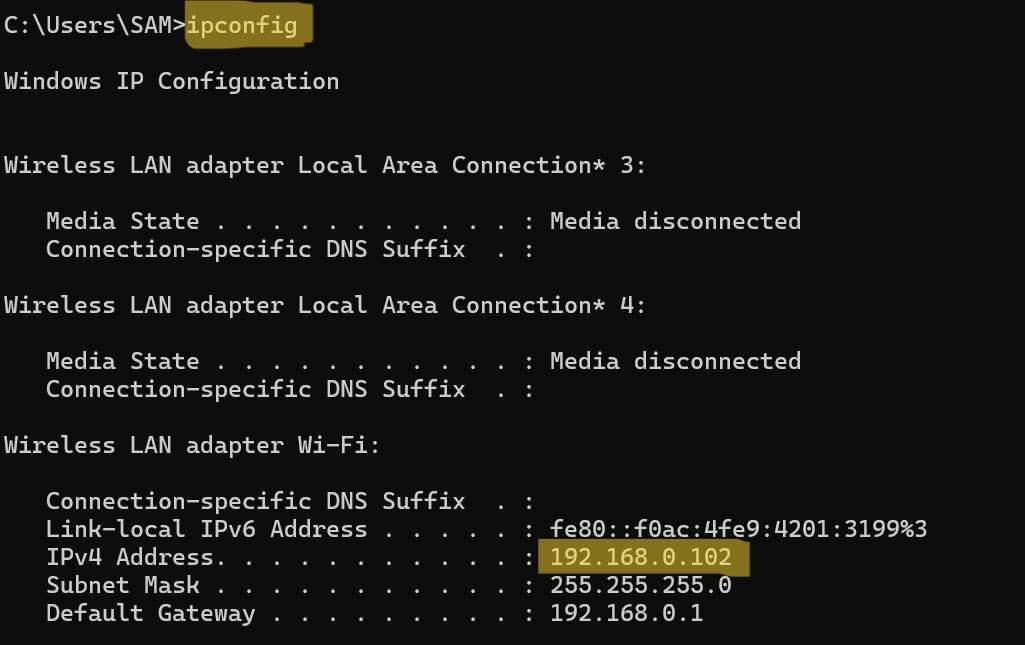 C:\Users\SAM>ipconfig
Windows IP Configuration
Wireless LAN adapter Local Area Connection* 3:
Media State . . . . . . . . . . . : Media disconnected
Connection-specific DNS Suffix  . :
Wireless LAN adapter Local Area Connection* 4:
Media State . . . . . . . . . . . : Media disconnected
Connection-specific DNS Suffix  . :
Wireless LAN adapter Wi-Fi:
Connection-specific DNS Suffix  . :
Link-local IPv6 Address . . . . . : fe80::f0ac:4fe9:4201:3199%3
IPv4 Address. . . . . . . . . . . : 192.168.0.102
Subnet Mask . . . . . . . . . . . : 255.255.255.0
Default Gateway . . . . . . . . . : 192.168.0.1